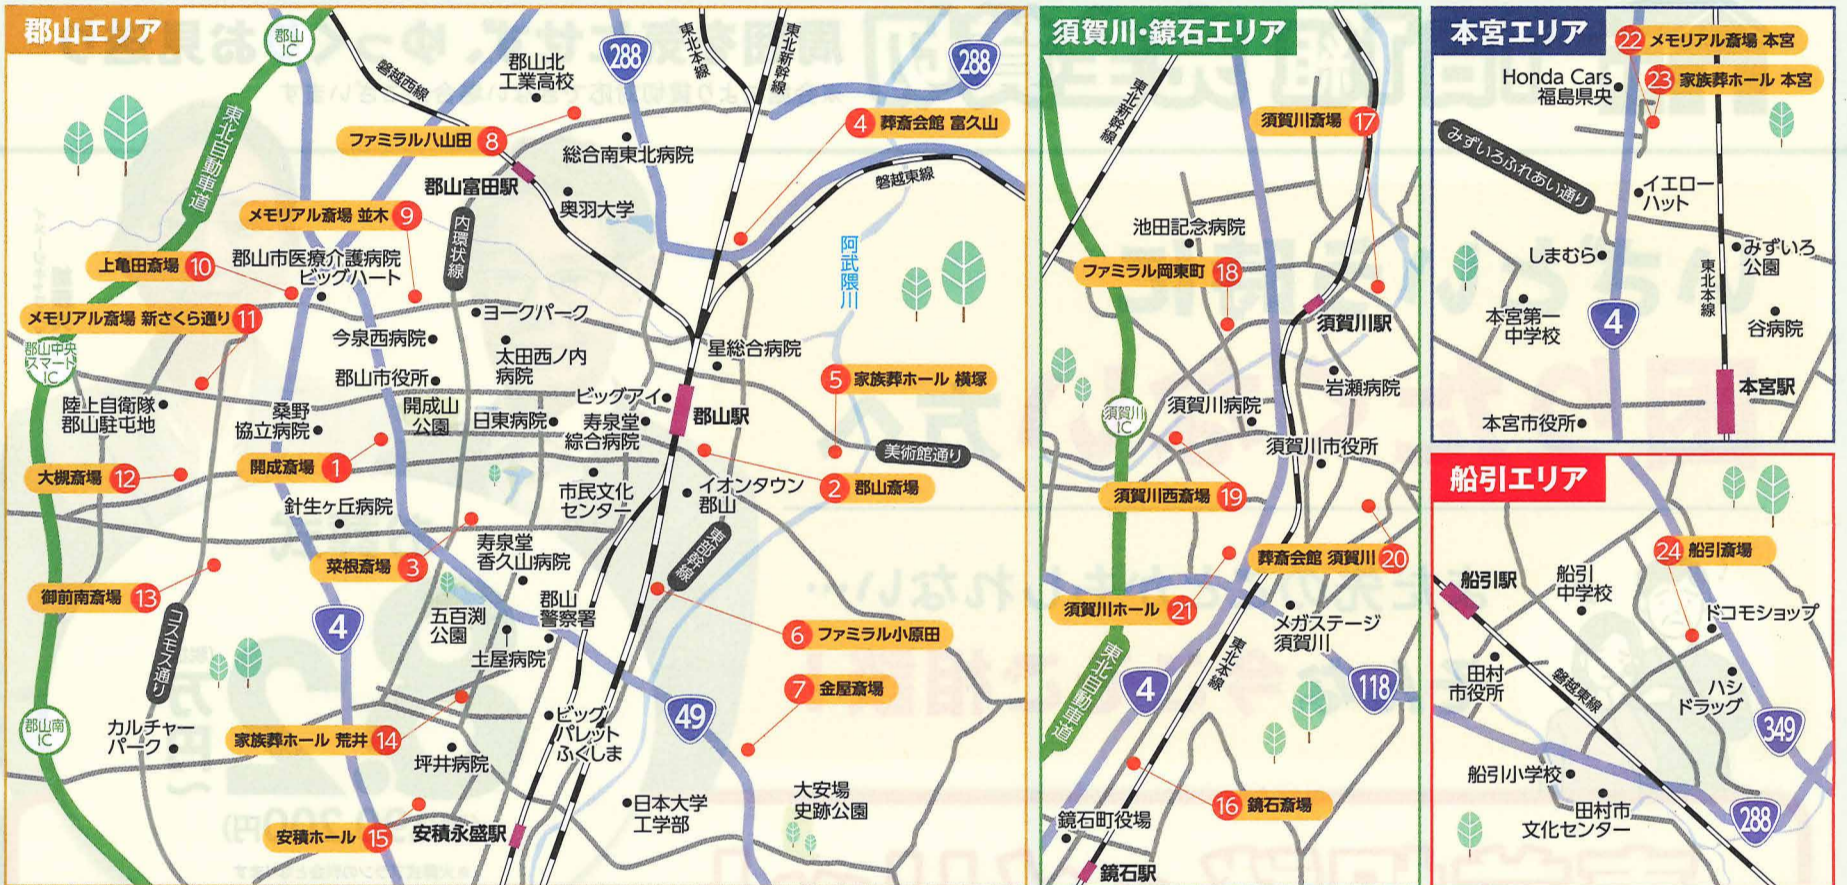 郡山エリア
郡山
IC
東北自動車道
磐越西線
郡山北
工業高校
288
東北本線
東北新幹線
288
ファミラル八山田 8
総合南東北病院
4 葬斎会館 富久山
磐越東線
郡山富田駅
奥羽大学
メモリアル斎場 並木 9
内環状線
阿武隈川
上亀田斎場 10
郡山市医療介護病院
ビッグハート
メモリアル斎場 新さくら通り 11
ヨークパーク
今泉西病院
太田西ノ内
病院
星総合病院
郡山中央
スマート
IC
郡山市役所
5 家族葬ホール 横塚
陸上自衛隊
郡山駐屯地
桑野
協立病院
開成山
公園
日東病院
ビッグアイ
寿泉堂
綜合病院
郡山駅
美術館通り
大槻斎場 12
開成斎場 1
2 郡山斎場
市民文化
センター
イオンタウン
郡山
針生ヶ丘病院
菜根斎場 3
寿泉堂
香久山病院
東部幹線
御前南斎場 13
コスモス通り
4
五百渕
公園
郡山
警察署
土屋病院
6 ファミラル小原田
7 金屋斎場
49
郡山南
IC
カルチャー
パーク
家族葬ホール 荒井 14
坪井病院
ビッグ
パレット
ふくしま
安積ホール 15
安積永盛駅
日本大学
工学部
大安場
史跡公園
須賀川・鏡石エリア
東北新幹線
須賀川斎場 17
池田記念病院
ファミラル岡東町 18
須賀川駅
岩瀬病院
須賀川
IC
須賀川病院
須賀川市役所
須賀川西斎場 19
葬斎会館 須賀川 20
須賀川ホール 21
メガステージ
須賀川
東北自動車道
東北本線
4
118
16 鏡石斎場
鏡石町役場
鏡石駅
本宮エリア
22 メモリアル斎場 本宮
Honda Cars
福島県央
23 家族葬ホール 本宮
みずいろふれあい通り
イエロー
ハット
しまむら
みずいろ
公園
東北本線
本宮第一
中学校
4
谷病院
本宮駅
本宮市役所
船引エリア
24 船引斎場
船引駅
船引
中学校
ドコモショップ
田村
市役所
磐越東線
ハシ
ドラッグ
349
船引小学校
田村市
文化センター
288